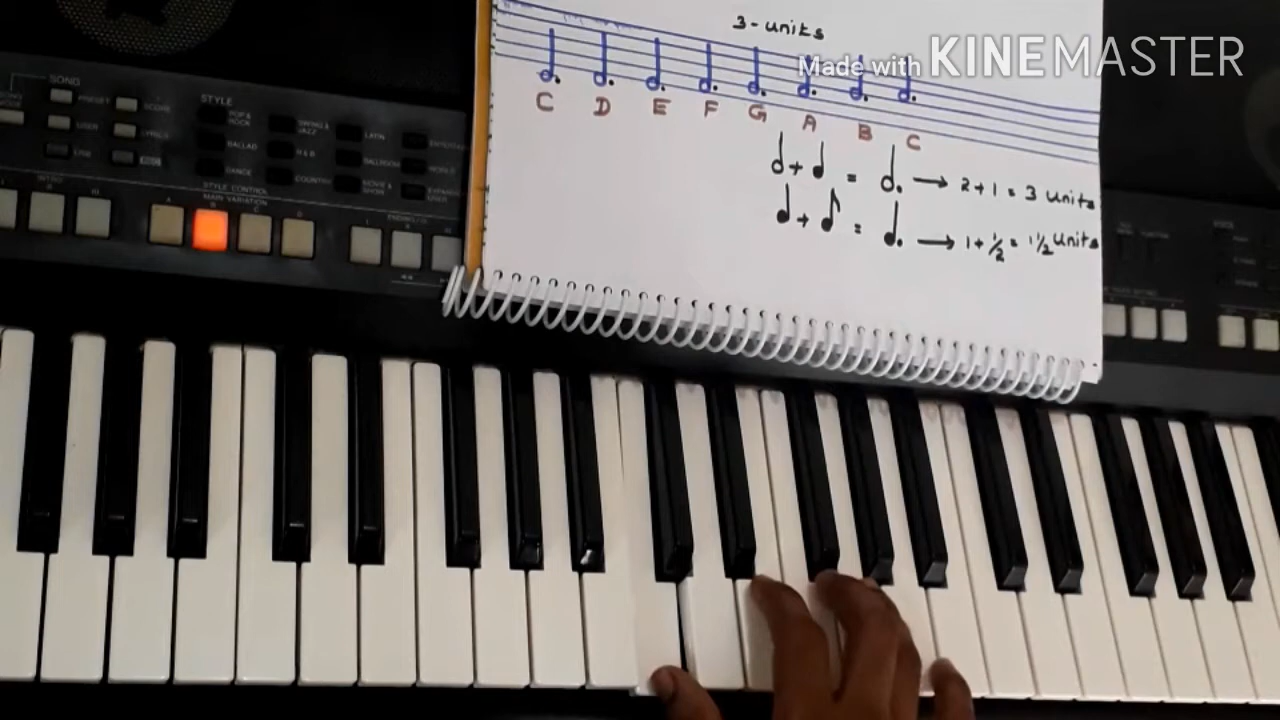 3-units
Made with KINEMASTER
C D E F G A B C
+ = . → 2+1 = 3 units
+ = . → 1+½ = 1½ units
SONG
STYLE
POP & ROCK
SWING & JAZZ
LATIN
BALLAD
R&B
BALLROOM
DANCE
COUNTRY
MOVIE & SHOW
STYLE CONTROL
MAIN VARIATION
A B C D